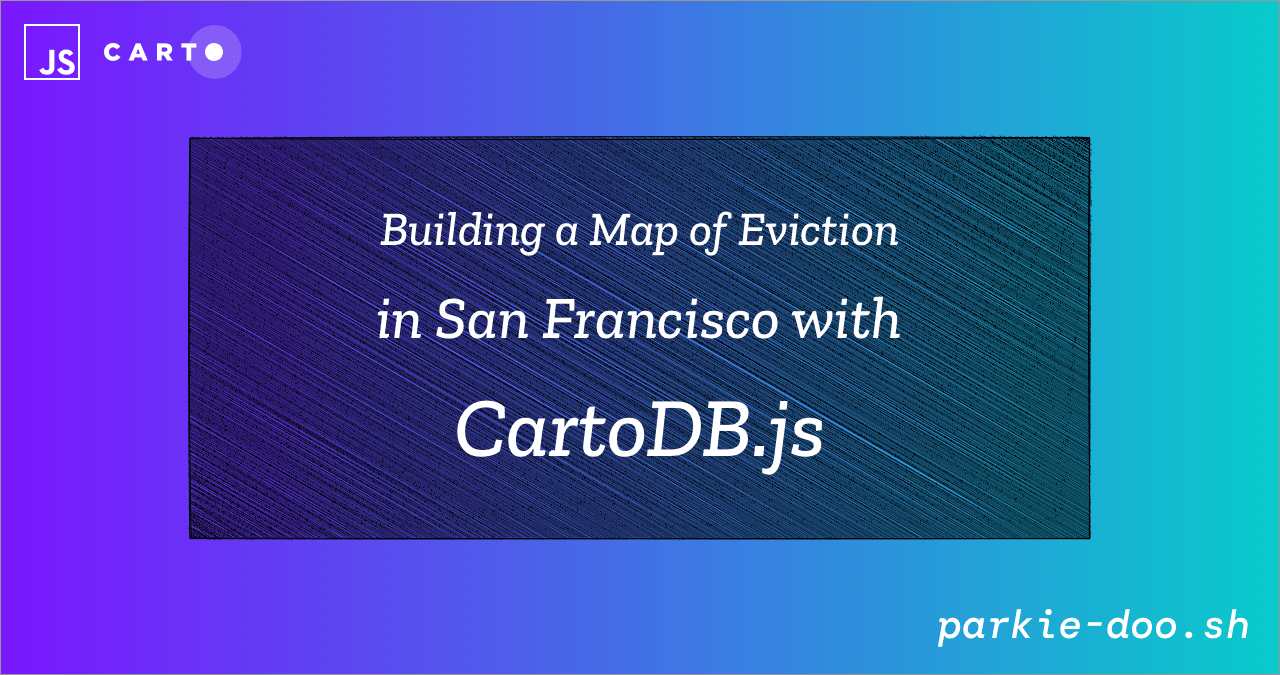 JS CARTO
Building a Map of Eviction
in San Francisco with
CartoDB.js
parkie-doo.sh